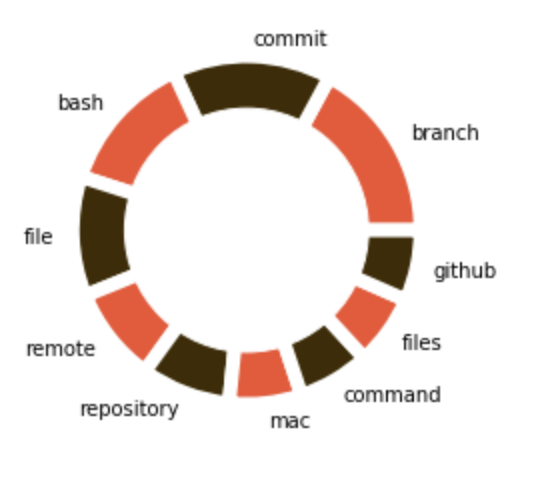 commit
bash
branch
file
github
files
remote
command
repository
mac